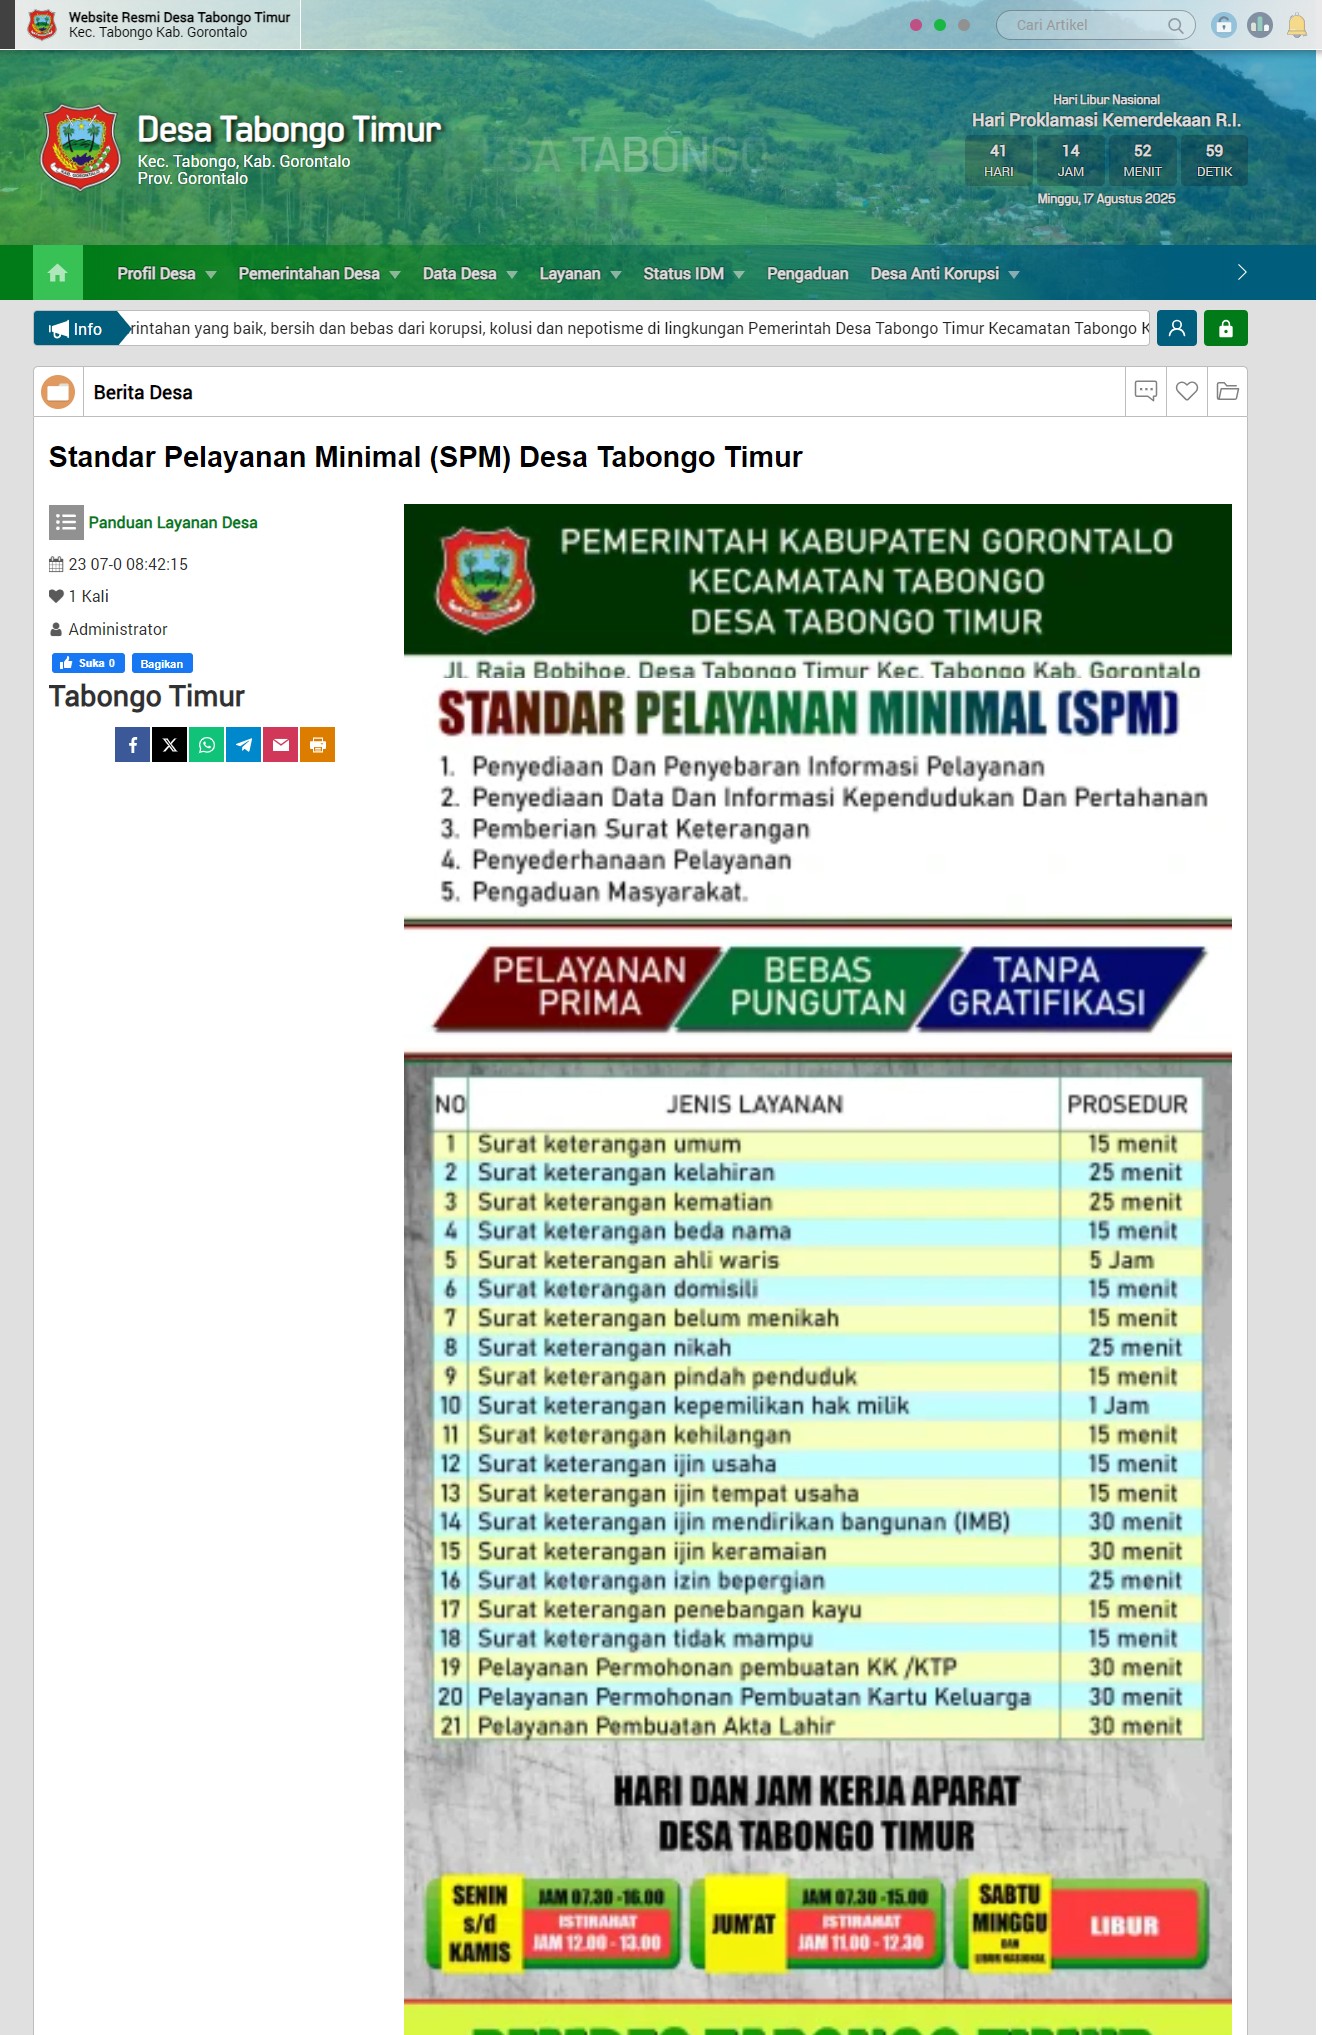 Website Resmi Desa Tabongo Timur
Kec. Tabongo Kab. Gorontalo
Cari Artikel
Desa Tabongo Timur
Kec. Tabongo, Kab. Gorontalo
Prov. Gorontalo
A TABONG
Hari Libur Nasional
Hari Proklamasi Kemerdekaan R.I.
41 14 52 59
HARI JAM MENIT DETIK
Minggu, 17 Agustus 2025
Profil Desa Pemerintahan Desa Data Desa Layanan Status IDM Pengaduan Desa Anti Korupsi
Info rintahan yang baik, bersih dan bebas dari korupsi, kolusi dan nepotisme di lingkungan Pemerintah Desa Tabongo Timur Kecamatan Tabongo K
Berita Desa
Standar Pelayanan Minimal (SPM) Desa Tabongo Timur
Panduan Layanan Desa
23 07-0 08:42:15
1 Kali
Administrator
Suka 0 Bagikan
Tabongo Timur
PEMERINTAH KABUPATEN GORONTALO
KECAMATAN TABONGO
DESA TABONGO TIMUR
Jl. Raja Bobihoe, Desa Tabongo Timur Kec. Tabongo Kab. Gorontalo
STANDAR PELAYANAN MINIMAL (SPM)
1. Penyediaan Dan Penyebaran Informasi Pelayanan
2. Penyediaan Data Dan Informasi Kependudukan Dan Pertahanan
3. Pemberian Surat Keterangan
4. Penyederhanaan Pelayanan
5. Pengaduan Masyarakat.
PELAYANAN PRIMA
BEBAS PUNGUTAN
TANPA GRATIFIKASI
NO JENIS LAYANAN PROSEDUR
1 Surat keterangan umum 15 menit
2 Surat keterangan kelahiran 25 menit
3 Surat keterangan kematian 25 menit
4 Surat keterangan beda nama 15 menit
5 Surat keterangan ahli waris 5 Jam
6 Surat keterangan domisili 15 menit
7 Surat keterangan belum menikah 15 menit
8 Surat keterangan nikah 25 menit
9 Surat keterangan pindah penduduk 15 menit
10 Surat keterangan kepemilikan hak milik 1 Jam
11 Surat keterangan kehilangan 15 menit
12 Surat keterangan ijin usaha 15 menit
13 Surat keterangan ijin tempat usaha 15 menit
14 Surat keterangan ijin mendirikan bangunan (IMB) 30 menit
15 Surat keterangan ijin keramaian 30 menit
16 Surat keterangan izin bepergian 25 menit
17 Surat keterangan penebangan kayu 15 menit
18 Surat keterangan tidak mampu 15 menit
19 Pelayanan Permohonan pembuatan KK /KTP 30 menit
20 Pelayanan Permohonan Pembuatan Kartu Keluarga 30 menit
21 Pelayanan Pembuatan Akta Lahir 30 menit
HARI DAN JAM KERJA APARAT
DESA TABONGO TIMUR
SENIN s/d KAMIS
JAM 07.30 -16.00
ISTIRAHAT
JAM 12.00 - 13.00
JUM'AT
JAM 07.30 -15.00
ISTIRAHAT
JAM 11.00 - 12.30
SABTU
MINGGU
DAN
LIBUR NASIONAL
LIBUR